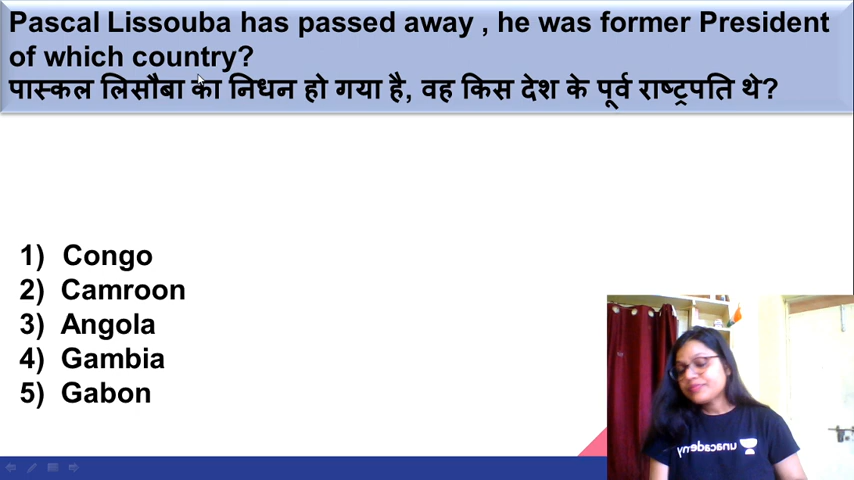 Pascal Lissouba has passed away , he was former President
of which country?
पास्कल लिसौबा का निधन हो गया है, वह किस देश के पूर्व राष्ट्रपति थे?
1) Congo
2) Camroon
3) Angola
4) Gambia
5) Gabon
unacademy